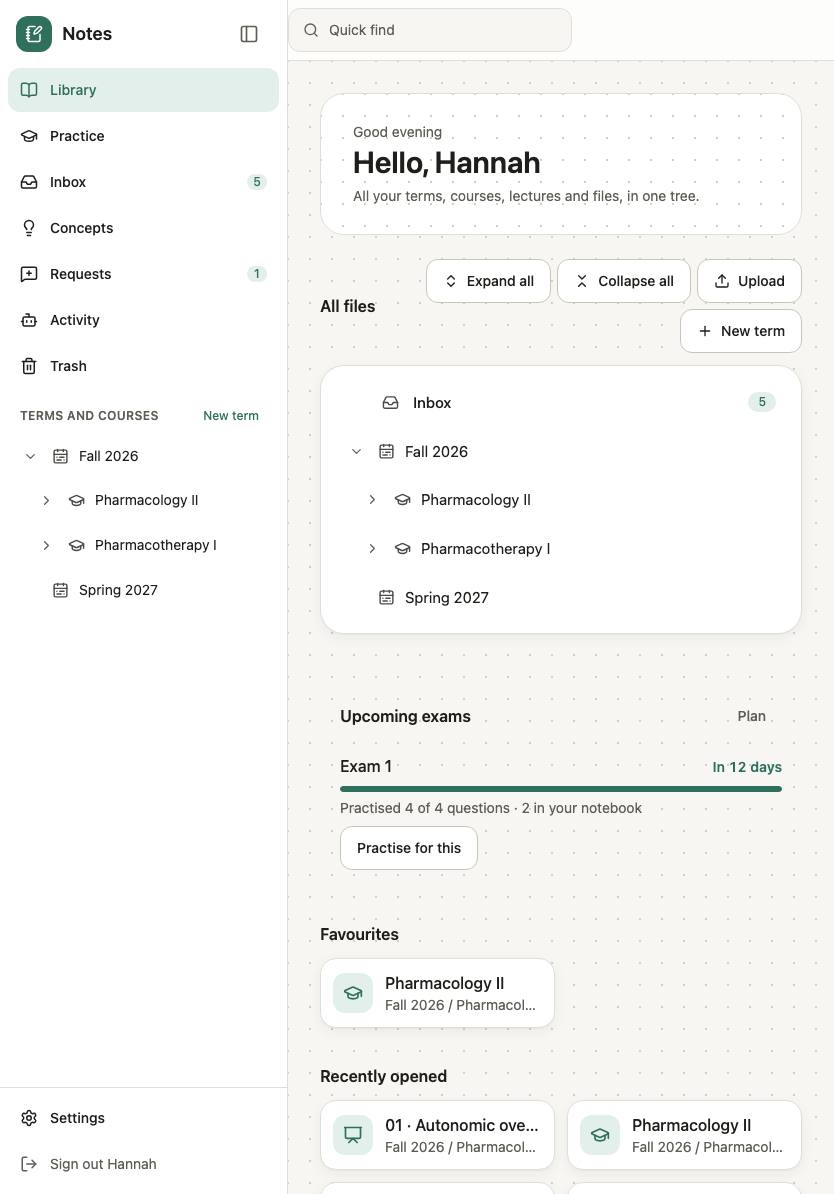 Notes
Library
Practice
Inbox 5
Concepts
Requests 1
Activity
Trash
TERMS AND COURSES New term
Fall 2026
Pharmacology II
Pharmacotherapy I
Spring 2027
Settings
Sign out Hannah
Quick find
Good evening
Hello, Hannah
All your terms, courses, lectures and files, in one tree.
All files
Expand all
Collapse all
Upload
New term
Inbox 5
Fall 2026
Pharmacology II
Pharmacotherapy I
Spring 2027
Upcoming exams Plan
Exam 1 In 12 days
Practised 4 of 4 questions · 2 in your notebook
Practise for this
Favourites
Pharmacology II
Fall 2026 / Pharmacol...
Recently opened
01 · Autonomic ove...
Fall 2026 / Pharmacol...
Pharmacology II
Fall 2026 / Pharmacol...